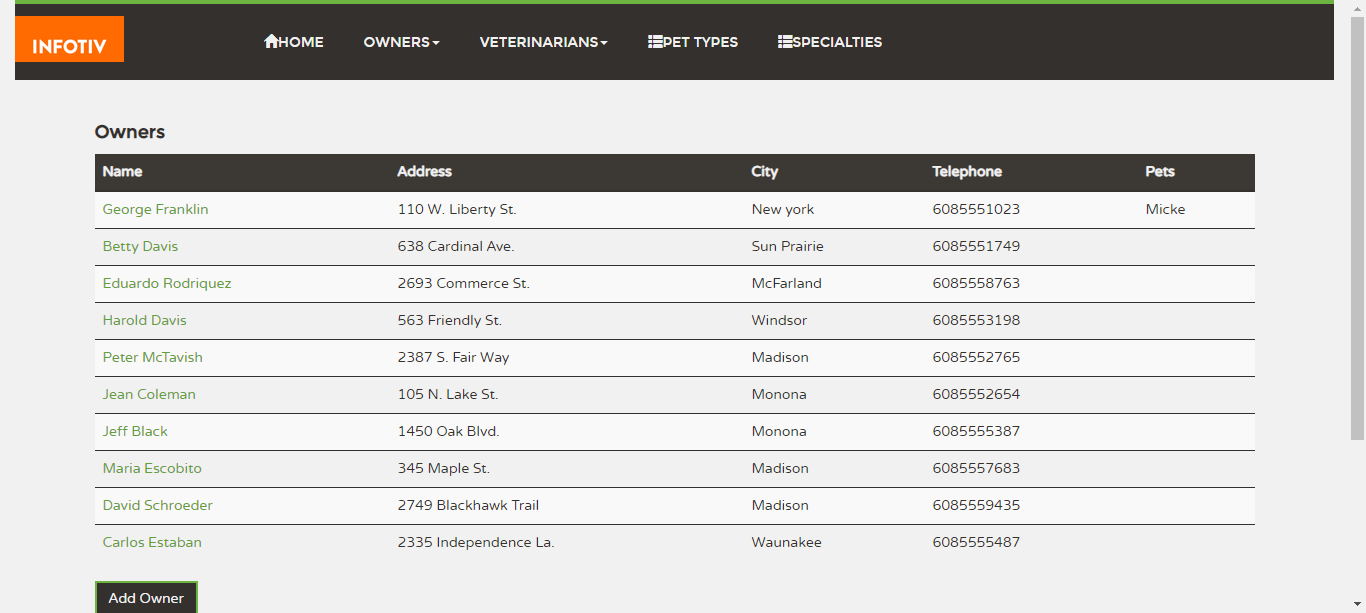 INFOTIV HOME OWNERS VETERINARIANS PET TYPES SPECIALTIES
Owners
Name Address City Telephone Pets
George Franklin 110 W. Liberty St. New york 6085551023 Micke
Betty Davis 638 Cardinal Ave. Sun Prairie 6085551749
Eduardo Rodriquez 2693 Commerce St. McFarland 6085558763
Harold Davis 563 Friendly St. Windsor 6085553198
Peter McTavish 2387 S. Fair Way Madison 6085552765
Jean Coleman 105 N. Lake St. Monona 6085552654
Jeff Black 1450 Oak Blvd. Monona 6085555387
Maria Escobito 345 Maple St. Madison 6085557683
David Schroeder 2749 Blackhawk Trail Madison 6085559435
Carlos Estaban 2335 Independence La. Waunakee 6085555487
Add Owner